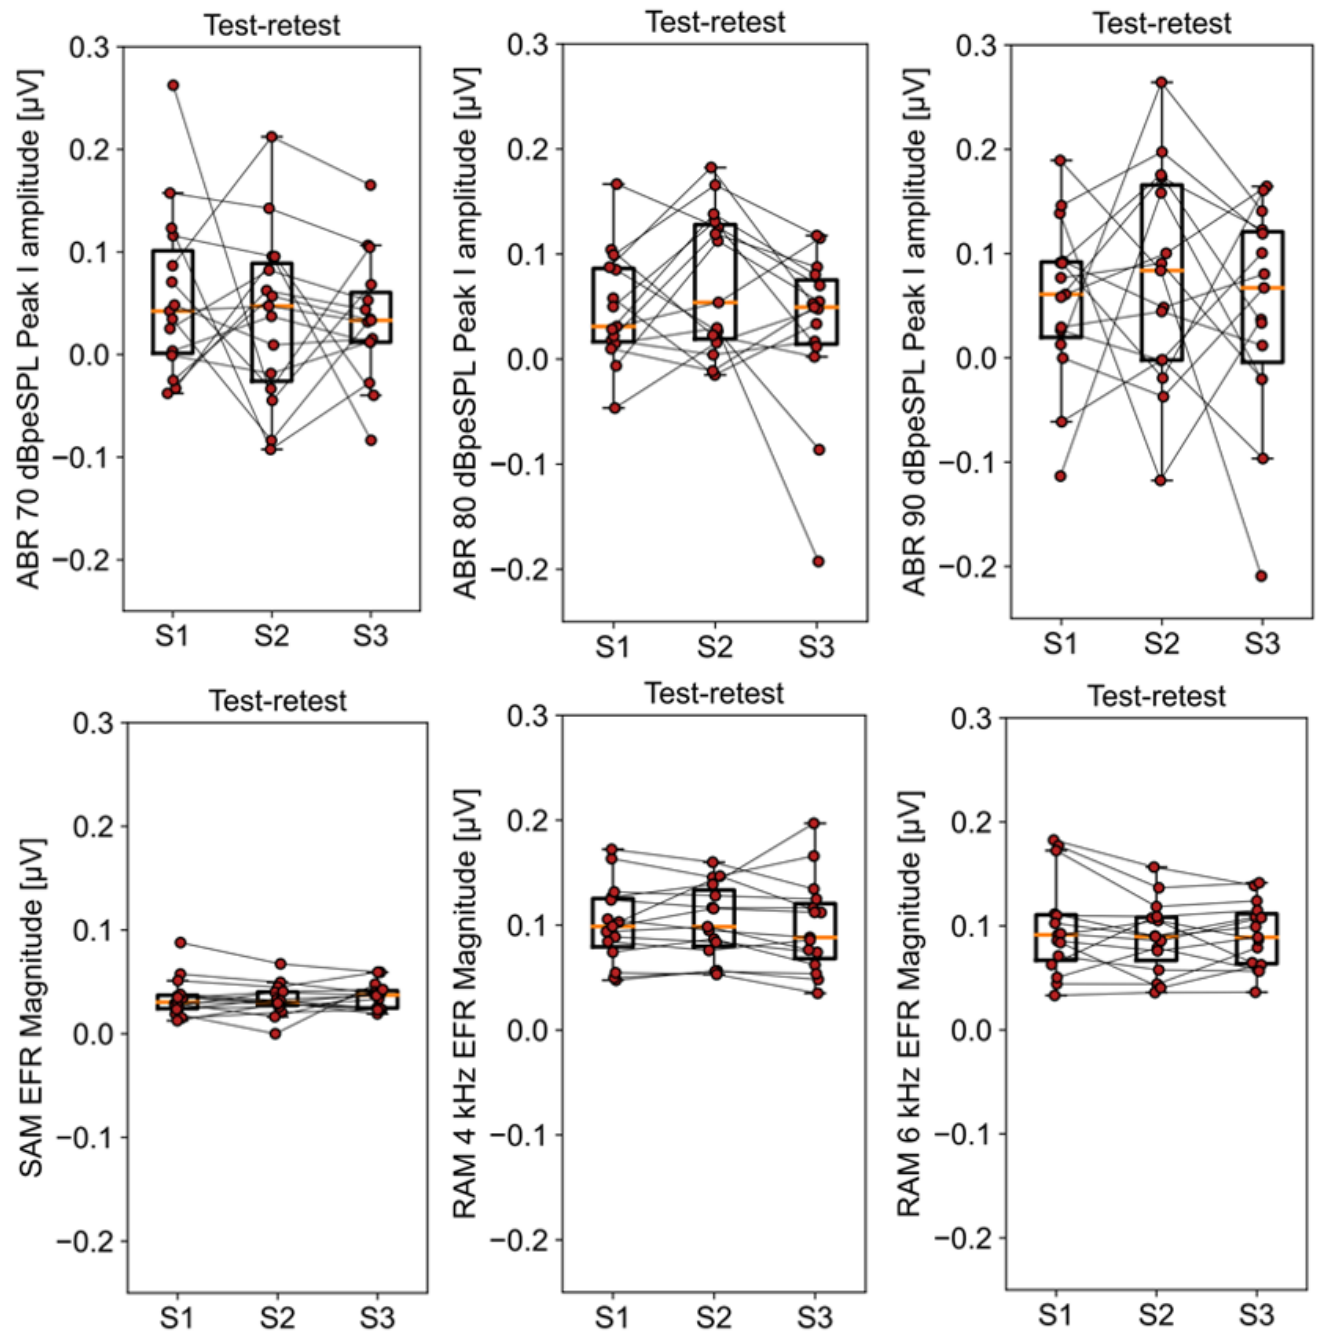 Test-retest
ABR 70 dBpeSPL Peak I amplitude [µV]
0.3
0.2
0.1
0.0
−0.1
−0.2
S1 S2 S3
Test-retest
ABR 80 dBpeSPL Peak I amplitude [µV]
0.3
0.2
0.1
0.0
−0.1
−0.2
S1 S2 S3
Test-retest
ABR 90 dBpeSPL Peak I amplitude [µV]
0.3
0.2
0.1
0.0
−0.1
−0.2
S1 S2 S3
Test-retest
SAM EFR Magnitude [µV]
0.3
0.2
0.1
0.0
−0.1
−0.2
S1 S2 S3
Test-retest
RAM 4 kHz EFR Magnitude [µV]
0.3
0.2
0.1
0.0
−0.1
−0.2
S1 S2 S3
Test-retest
RAM 6 kHz EFR Magnitude [µV]
0.3
0.2
0.1
0.0
−0.1
−0.2
S1 S2 S3